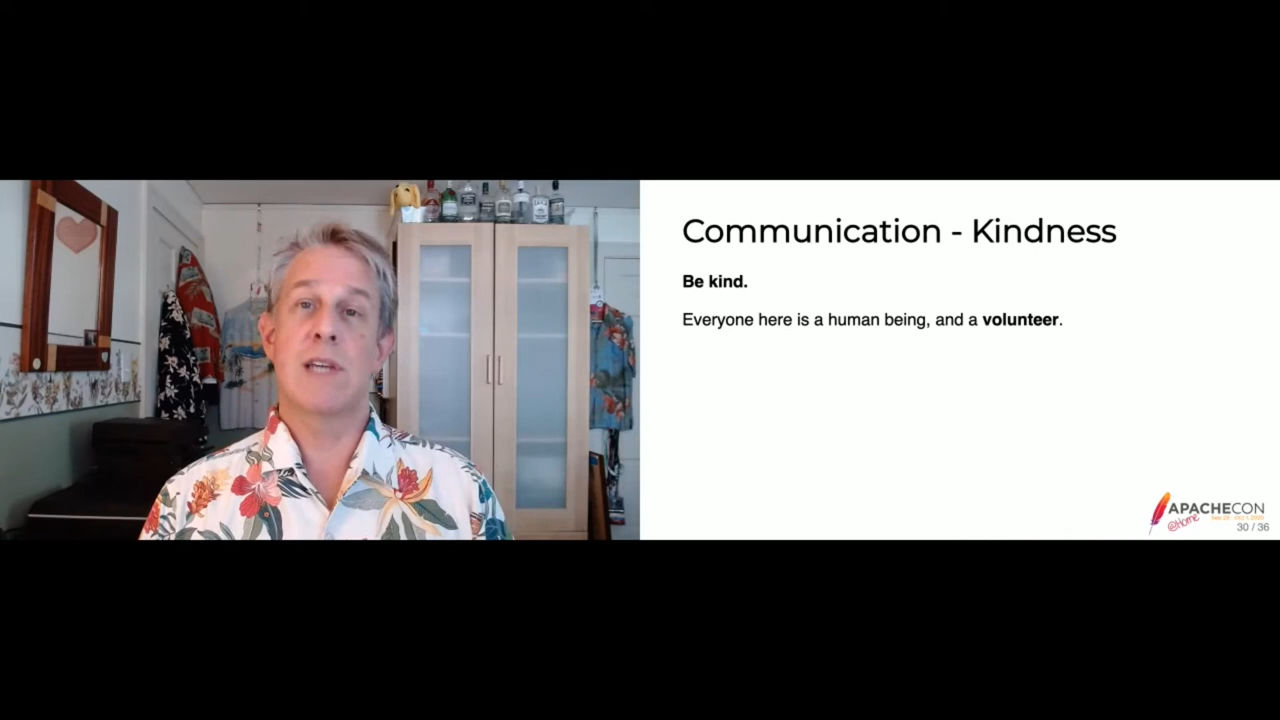 Communication - Kindness
Be kind.
Everyone here is a human being, and a volunteer.
APACHECON
@Home
30 / 36